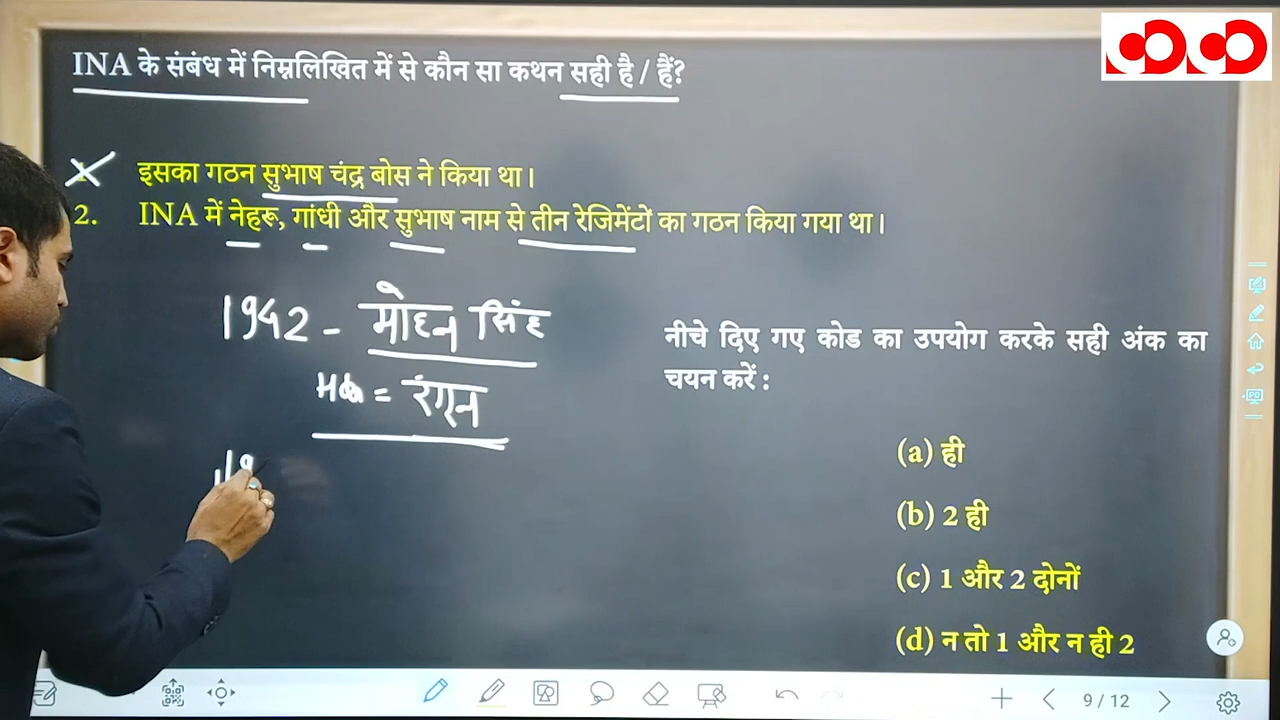 INA के संबंध में निम्नलिखित में से कौन सा कथन सही है / हैं?
इसका गठन सुभाष चंद्र बोस ने किया था।
2. INA में नेहरू, गांधी और सुभाष नाम से तीन रेजिमेंटों का गठन किया गया था।
1942 - मोहन सिंह
= रंगून
नीचे दिए गए कोड का उपयोग करके सही अंक का
चयन करें :
(a) ही
(b) 2 ही
(c) 1 और 2 दोनों
(d) न तो 1 और न ही 2
9 / 12